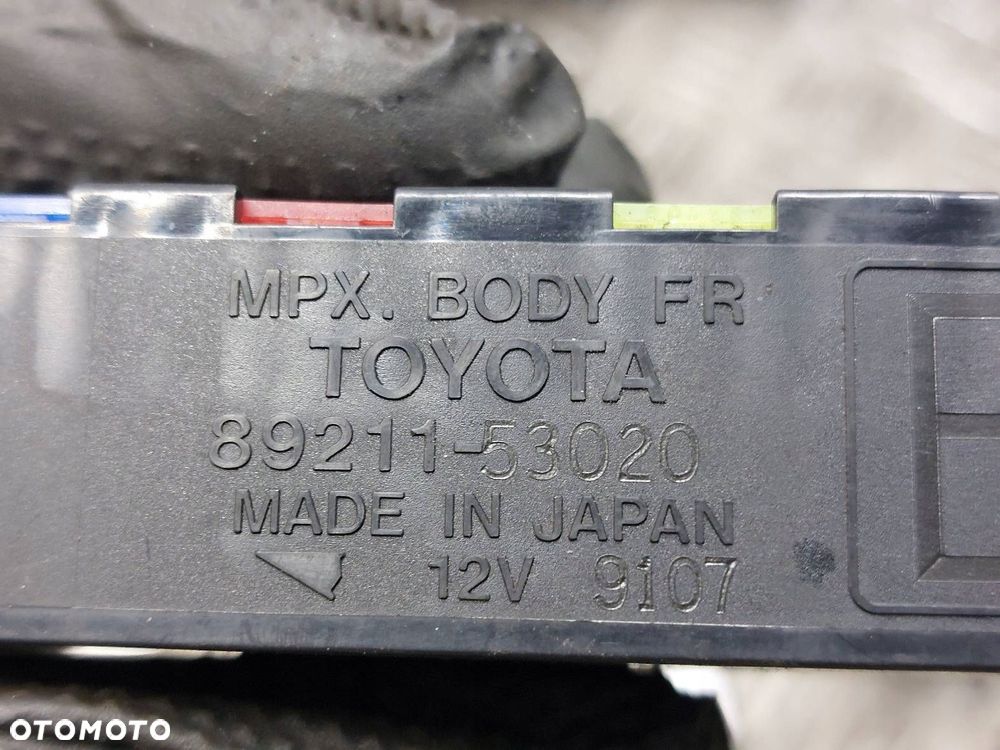 MPX. BODY FR
TOYOTA
89211-53020
MADE IN JAPAN
12V 9107
OTOMOTO